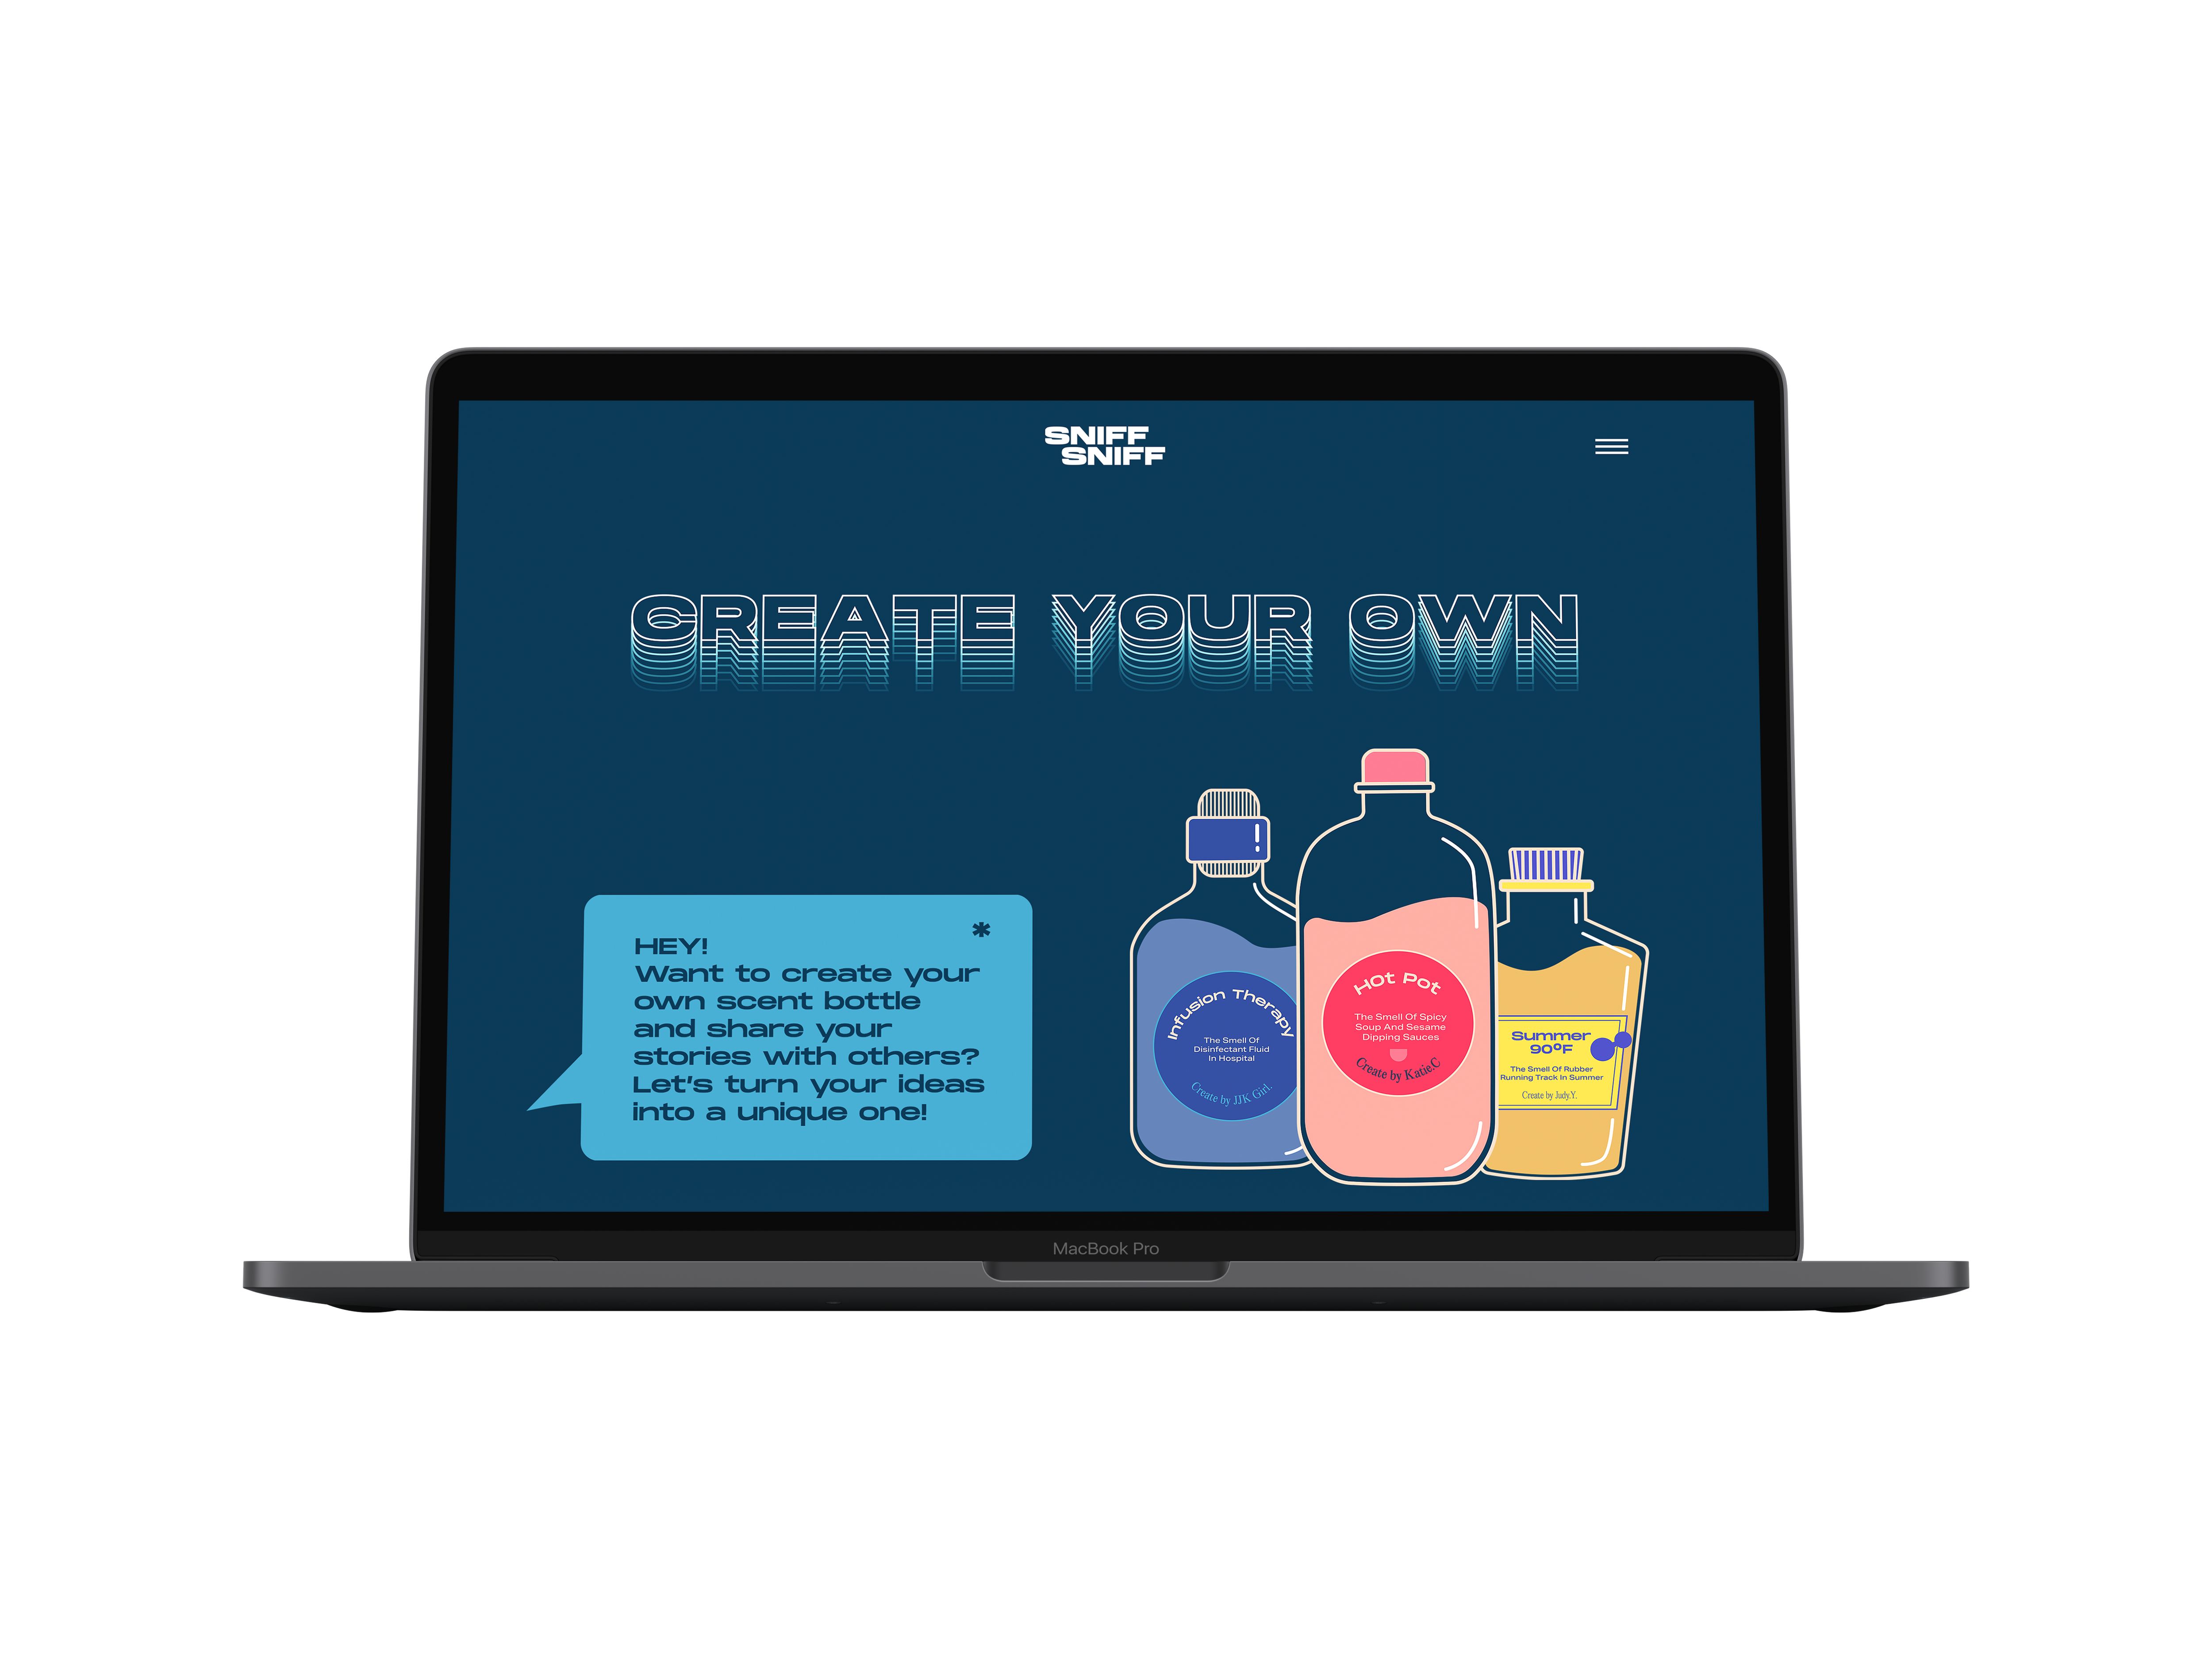 SNIFF
SNIFF
CREATE YOUR OWN
HEY!
Want to create your
own scent bottle
and share your
stories with others?
Let's turn your ideas
into a unique one!
*
Infusion Therapy
The Smell Of
Disinfectant Fluid
In Hospital
Create by JJK Girl.
Hot Pot
The Smell Of Spicy
Soup And Sesame
Dipping Sauces
Create by Katie.C
Summer
90°F
The Smell Of Rubber
Running Track In Summer
Create by Judy.Y.
MacBook Pro